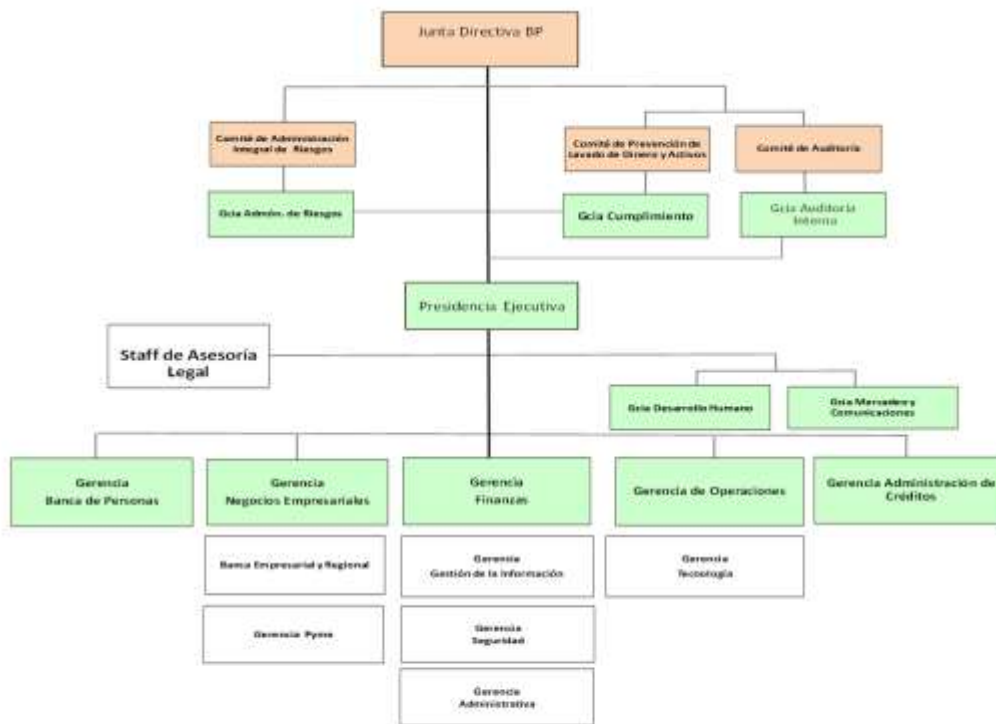 Junta Directiva BP
Comité de Administración
Integral de Riesgos
Comité de Prevención de
Lavado de Dinero y Activos
Comité de Auditoría
Gcia Admón. de Riesgos
Gcia Cumplimiento
Gcia Auditoría
Interna
Presidencia Ejecutiva
Staff de Asesoría
Legal
Gcia Desarrollo Humano
Gcia Mercadeo y
Comunicaciones
Gerencia
Banca de Personas
Gerencia
Negocios Empresariales
Gerencia
Finanzas
Gerencia de Operaciones
Gerencia Administración de
Créditos
Banca Empresarial y Regional
Gerencia
Gestión de la Información
Gerencia
Tecnología
Gerencia Pyme
Gerencia
Seguridad
Gerencia
Administrativa